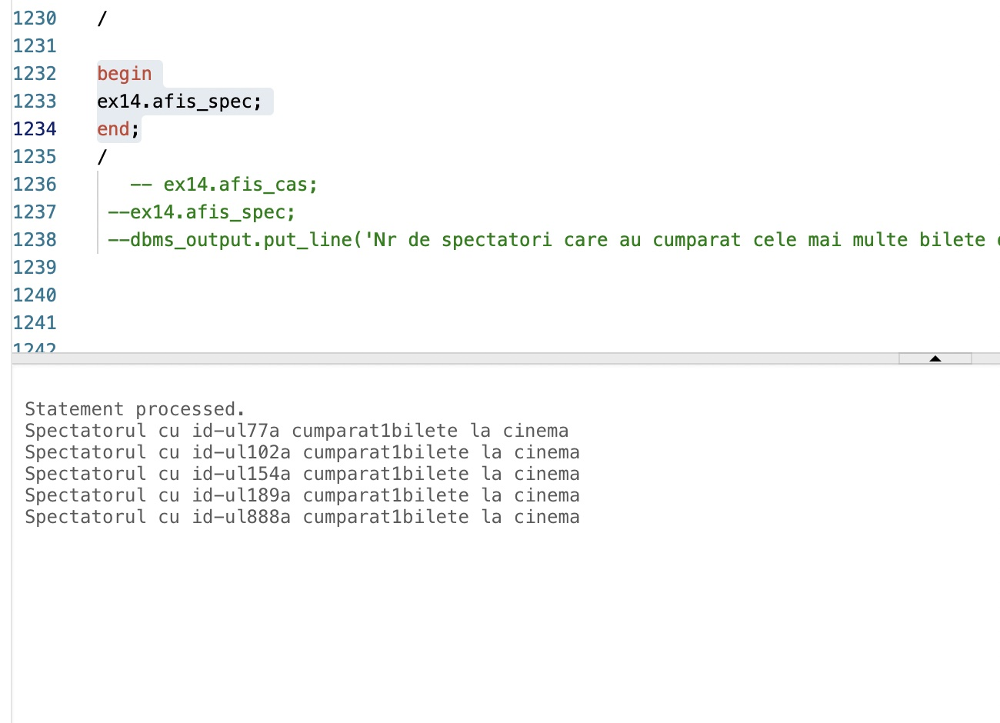 1230 /
1231
1232 begin
1233 ex14.afis_spec;
1234 end;
1235 /
1236 -- ex14.afis_cas;
1237 --ex14.afis_spec;
1238 --dbms_output.put_line('Nr de spectatori care au cumparat cele mai multe bilete
1239
1240
1241
1242
Statement processed.
Spectatorul cu id-ul77a cumparat1bilete la cinema
Spectatorul cu id-ul102a cumparat1bilete la cinema
Spectatorul cu id-ul154a cumparat1bilete la cinema
Spectatorul cu id-ul189a cumparat1bilete la cinema
Spectatorul cu id-ul888a cumparat1bilete la cinema